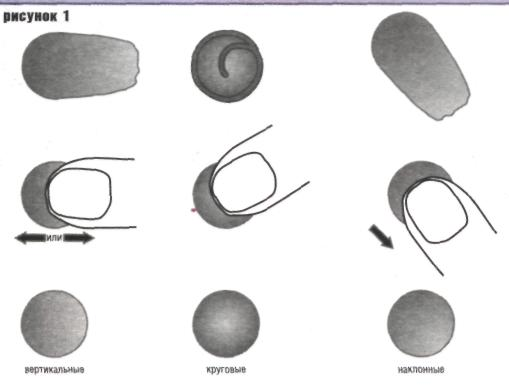 рисунок 1
или
вертикальные
круговые
наклонные